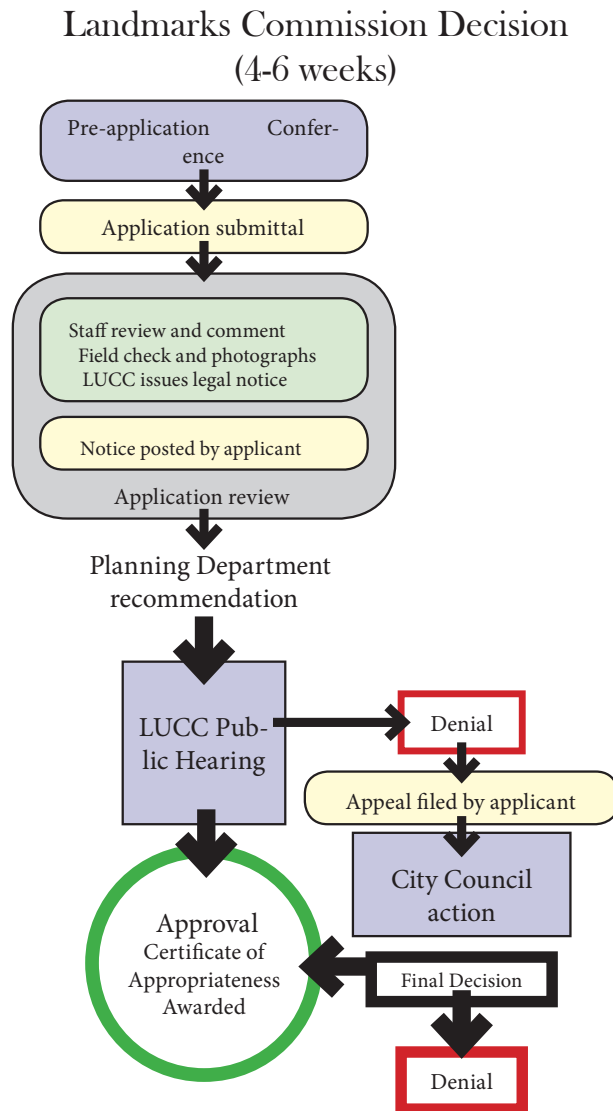 Landmarks Commission Decision
(4-6 weeks)
Pre-application Confer-
ence
Application submittal
Staff review and comment
Field check and photographs
LUCC issues legal notice
Notice posted by applicant
Application review
Planning Department
recommendation
LUCC Pub-
lic Hearing
Denial
Appeal filed by applicant
City Council
action
Approval
Certificate of
Appropriateness
Awarded
Final Decision
Denial